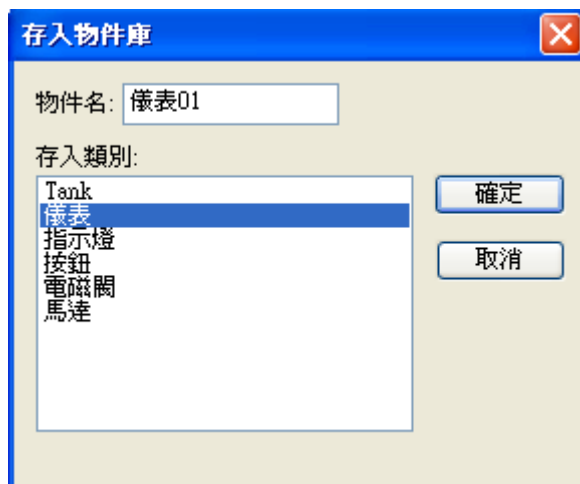 存入物件庫
物件名: 儀表01
存入類別:
Tank
儀表
指示燈
按鈕
電磁閥
馬達
確定
取消